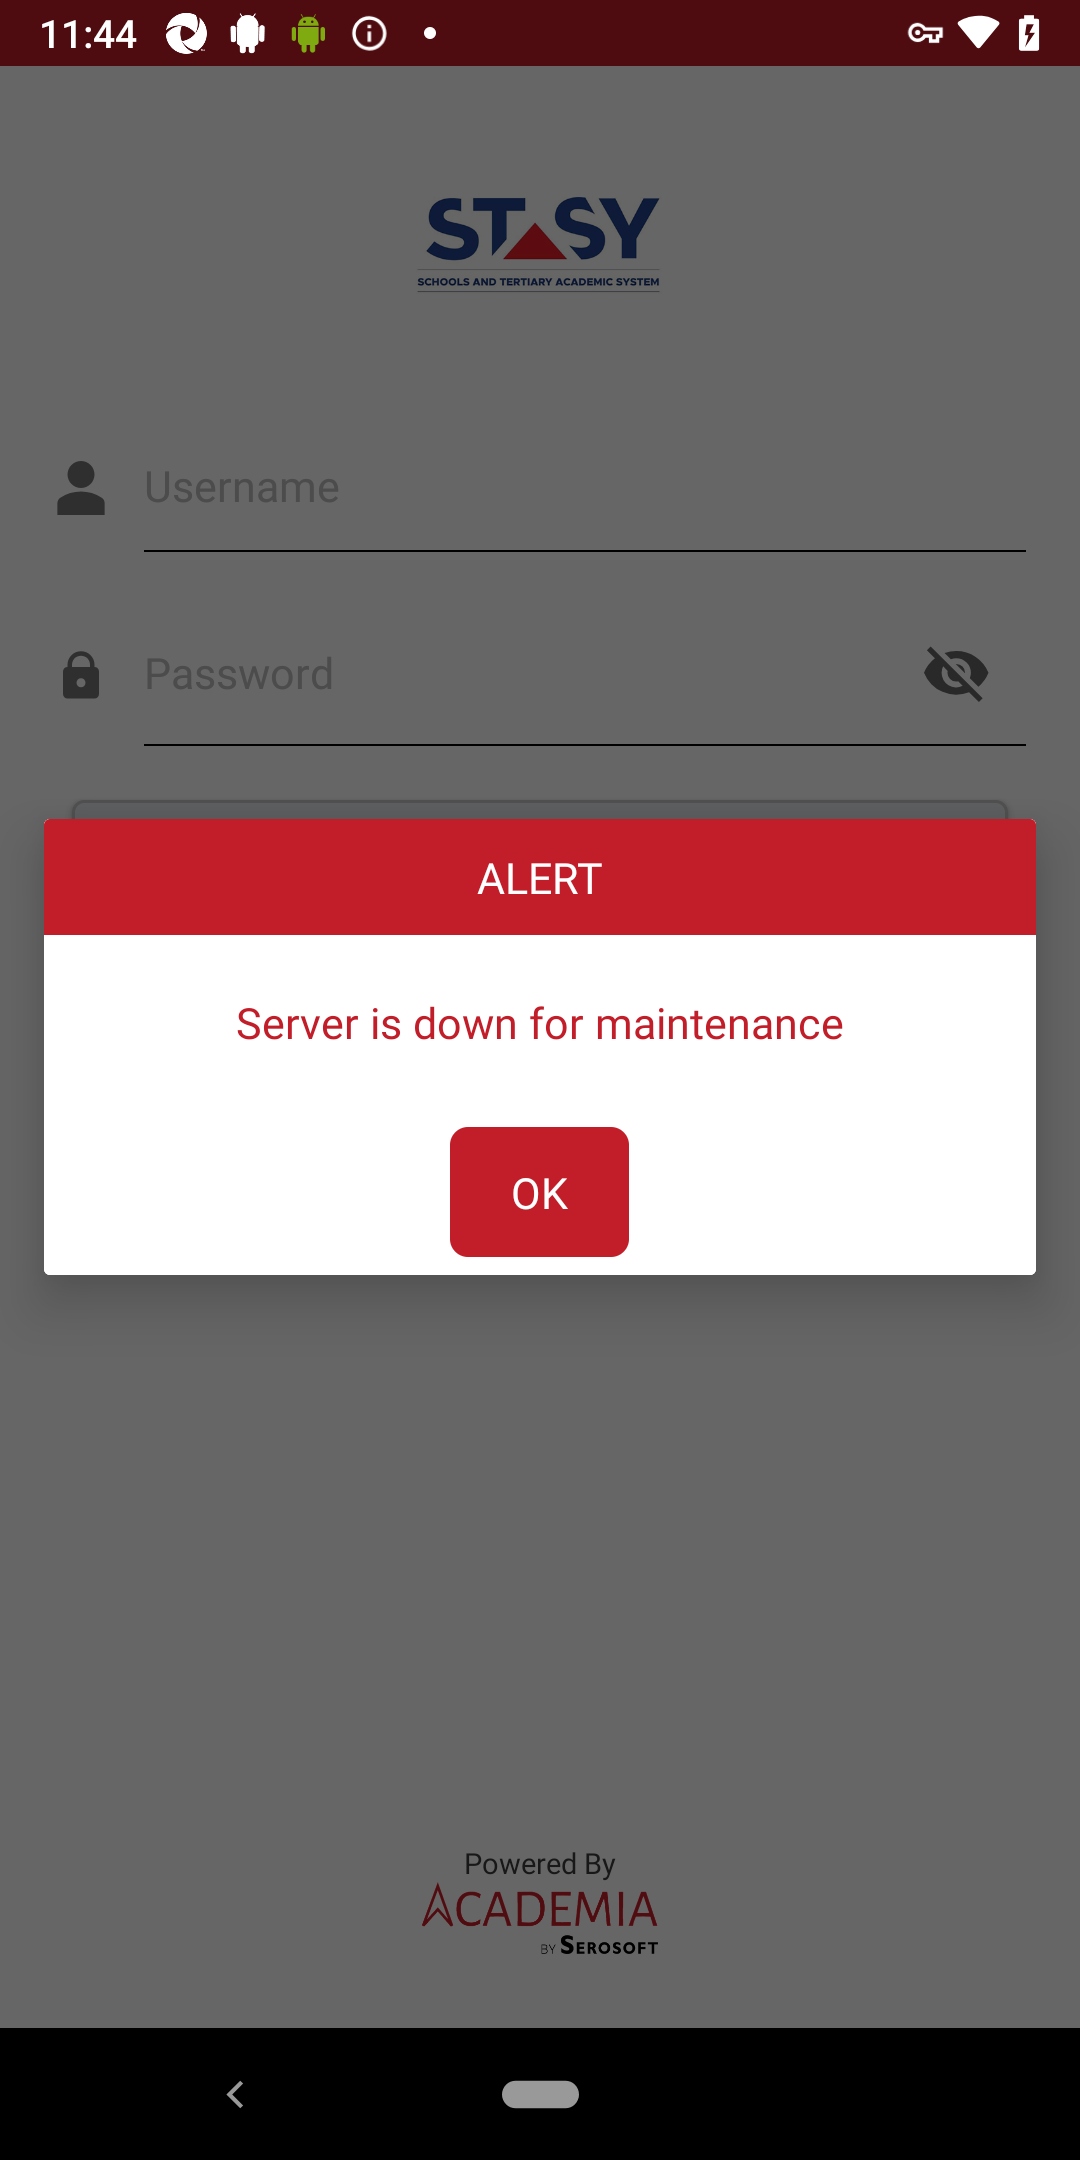 11:44
STASY
SCHOOLS AND TERTIARY ACADEMIC SYSTEM
Username
Password
ALERT
Server is down for maintenance
OK
Powered By
ACADEMIA
BY SEROSOFT